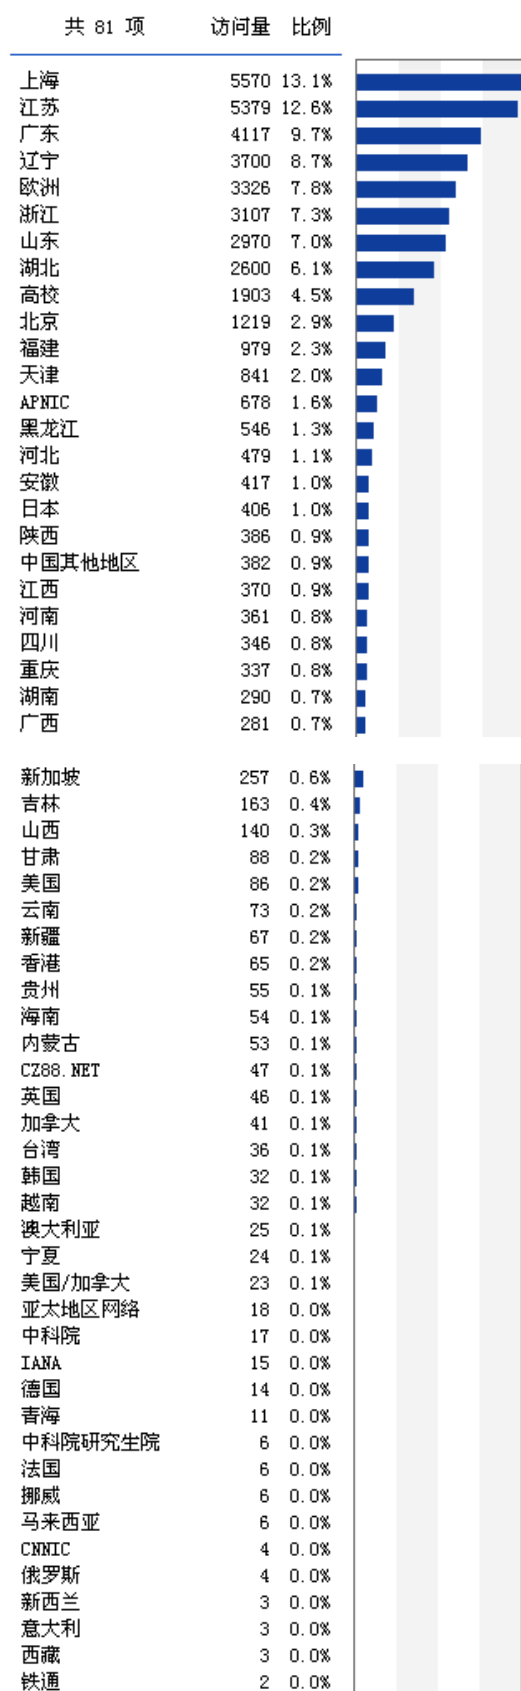 共 81 项 访问量 比例
上海 5570 13.1%
江苏 5379 12.6%
广东 4117 9.7%
辽宁 3700 8.7%
欧洲 3326 7.8%
浙江 3107 7.3%
山东 2970 7.0%
湖北 2600 6.1%
高校 1903 4.5%
北京 1219 2.9%
福建 979 2.3%
天津 841 2.0%
APNIC 678 1.6%
黑龙江 546 1.3%
河北 479 1.1%
安徽 417 1.0%
日本 406 1.0%
陕西 386 0.9%
中国其他地区 382 0.9%
江西 370 0.9%
河南 361 0.8%
四川 346 0.8%
重庆 337 0.8%
湖南 290 0.7%
广西 281 0.7%
新加坡 257 0.6%
吉林 163 0.4%
山西 140 0.3%
甘肃 88 0.2%
美国 86 0.2%
云南 73 0.2%
新疆 67 0.2%
香港 65 0.2%
贵州 55 0.1%
海南 54 0.1%
内蒙古 53 0.1%
CZ88.NET 47 0.1%
英国 46 0.1%
加拿大 41 0.1%
台湾 36 0.1%
韩国 32 0.1%
越南 32 0.1%
澳大利亚 25 0.1%
宁夏 24 0.1%
美国/加拿大 23 0.1%
亚太地区网络 18 0.0%
中科院 17 0.0%
IANA 15 0.0%
德国 14 0.0%
青海 11 0.0%
中科院研究生院 6 0.0%
法国 6 0.0%
挪威 6 0.0%
马来西亚 6 0.0%
CNNIC 4 0.0%
俄罗斯 4 0.0%
新西兰 3 0.0%
意大利 3 0.0%
西藏 3 0.0%
铁通 2 0.0%